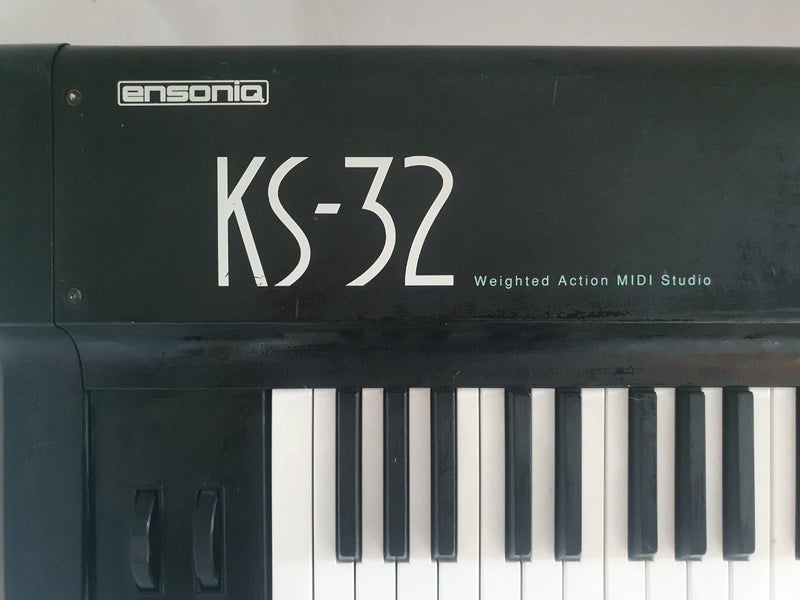 ensoniq
KS-32
Weighted Action MIDI Studio